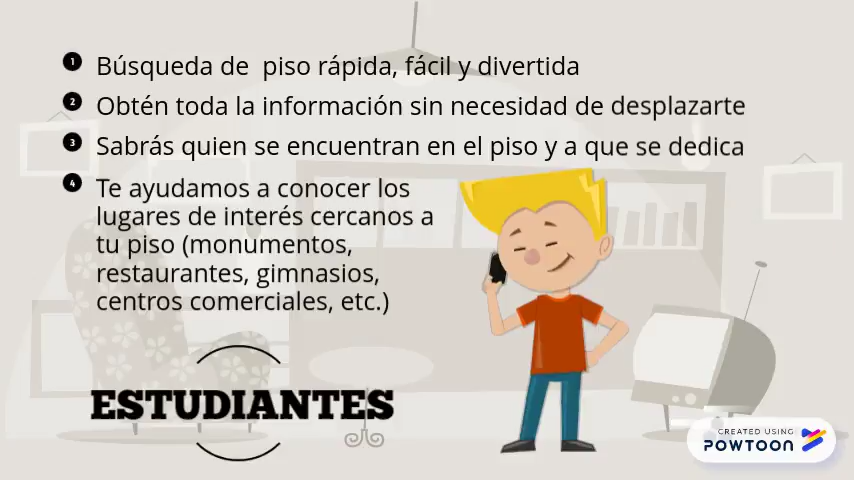 1 Búsqueda de  piso rápida, fácil y divertida
2 Obtén toda la información sin necesidad de desplazarte
3 Sabrás quien se encuentran en el piso y a que se dedica
4 Te ayudamos a conocer los
lugares de interés cercanos a
tu piso (monumentos,
restaurantes, gimnasios,
centros comerciales, etc.)
ESTUDIANTES
CREATED USING
POWTOON